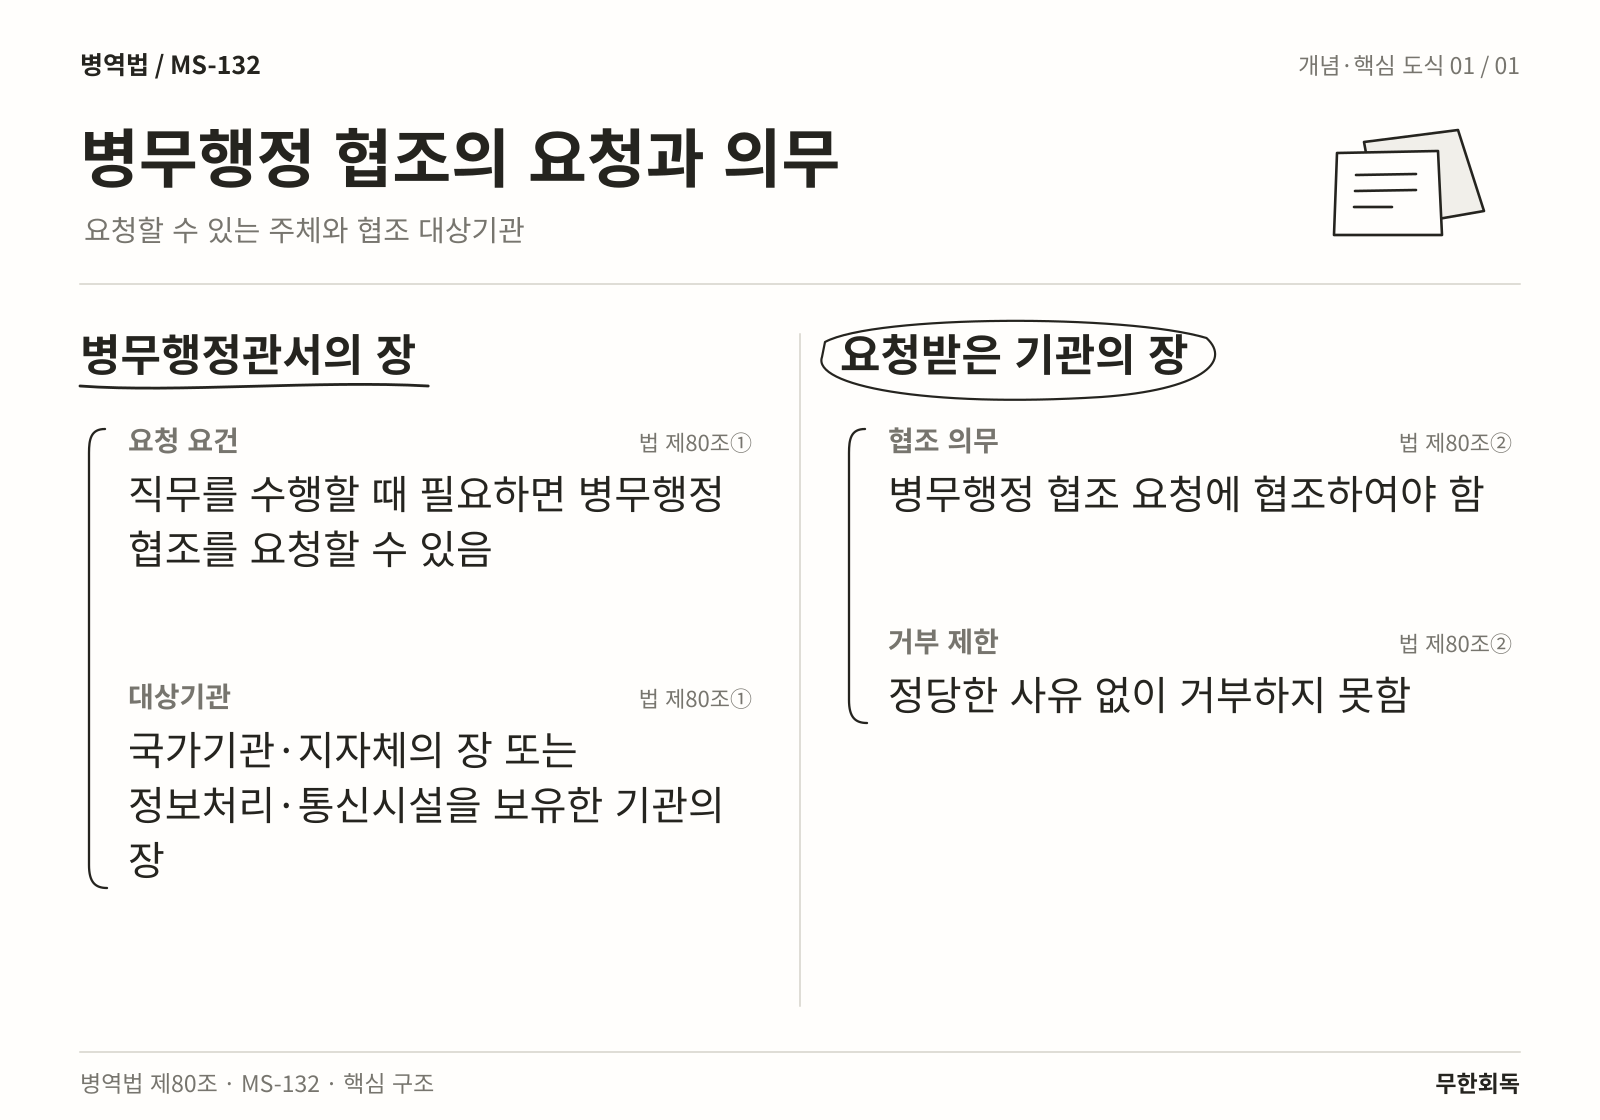 병역법 / MS-132
개념·핵심 도식 01 / 01
병무행정 협조의 요청과 의무
요청할 수 있는 주체와 협조 대상기관
병무행정관서의 장
요청 요건
법 제80조①
직무를 수행할 때 필요하면 병무행정
협조를 요청할 수 있음
대상기관
법 제80조①
국가기관·지자체의 장 또는
정보처리·통신시설을 보유한 기관의
장
요청받은 기관의 장
협조 의무
법 제80조②
병무행정 협조 요청에 협조하여야 함
거부 제한
법 제80조②
정당한 사유 없이 거부하지 못함
병역법 제80조 · MS-132 · 핵심 구조
무한회독